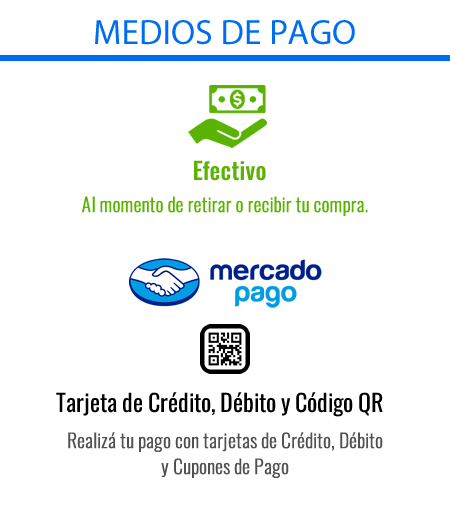 MEDIOS DE PAGO
Efectivo
Al momento de retirar o recibir tu compra.
mercado
pago
Tarjeta de Crédito, Débito y Código QR
Realizá tu pago con tarjetas de Crédito, Débito
y Cupones de Pago